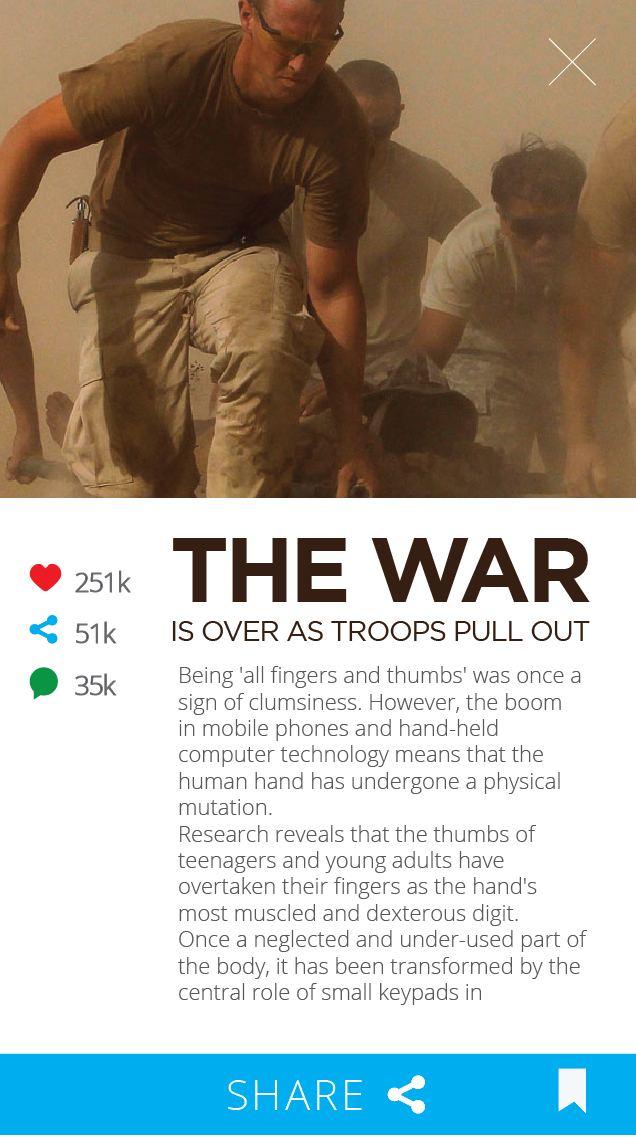 THE WAR
IS OVER AS TROOPS PULL OUT
251k
51k
35k
Being 'all fingers and thumbs' was once a
sign of clumsiness. However, the boom
in mobile phones and hand-held
computer technology means that the
human hand has undergone a physical
mutation.
Research reveals that the thumbs of
teenagers and young adults have
overtaken their fingers as the hand's
most muscled and dexterous digit.
Once a neglected and under-used part of
the body, it has been transformed by the
central role of small keypads in
SHARE